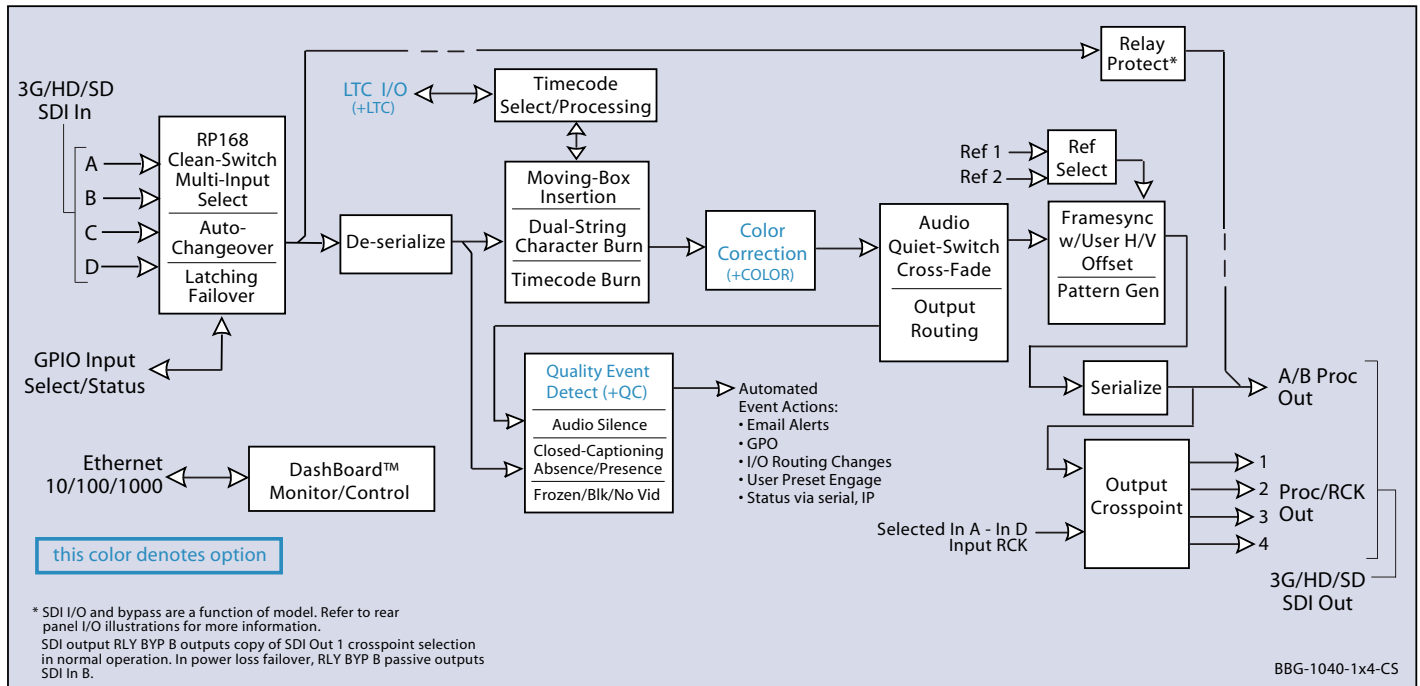 Relay
Protect*
3G/HD/SD
SDI In
LTC I/O
(+LTC)
Timecode
Select/Processing
RP168
Clean-Switch
Multi-Input
Select
Auto-
Changeover
Latching
Failover
A
B
C
D
De-serialize
Moving-Box
Insertion
Dual-String
Character Burn
Timecode Burn
Color
Correction
(+COLOR)
Audio
Quiet-Switch
Cross-Fade
Output
Routing
Ref 1
Ref 2
Ref
Select
Framesync
w/User H/V
Offset
Pattern Gen
GPIO Input
Select/Status
Quality Event
Detect (+QC)
Audio Silence
Closed-Captioning
Absence/Presence
Frozen/Blk/No Vid
Automated
Event Actions:
• Email Alerts
• GPO
• I/O Routing Changes
• User Preset Engage
• Status via serial, IP
Serialize
A/B Proc
Out
Ethernet
10/100/1000
DashBoard™
Monitor/Control
Output
Crosspoint
Selected In A - In D
Input RCK
1
2
3
4
Proc/RCK
Out
3G/HD/SD
SDI Out
this color denotes option
* SDI I/O and bypass are a function of model. Refer to rear
panel I/O illustrations for more information.
SDI output RLY BYP B outputs copy of SDI Out 1 crosspoint selection
in normal operation. In power loss failover, RLY BYP B passive outputs
SDI In B.
BBG-1040-1x4-CS